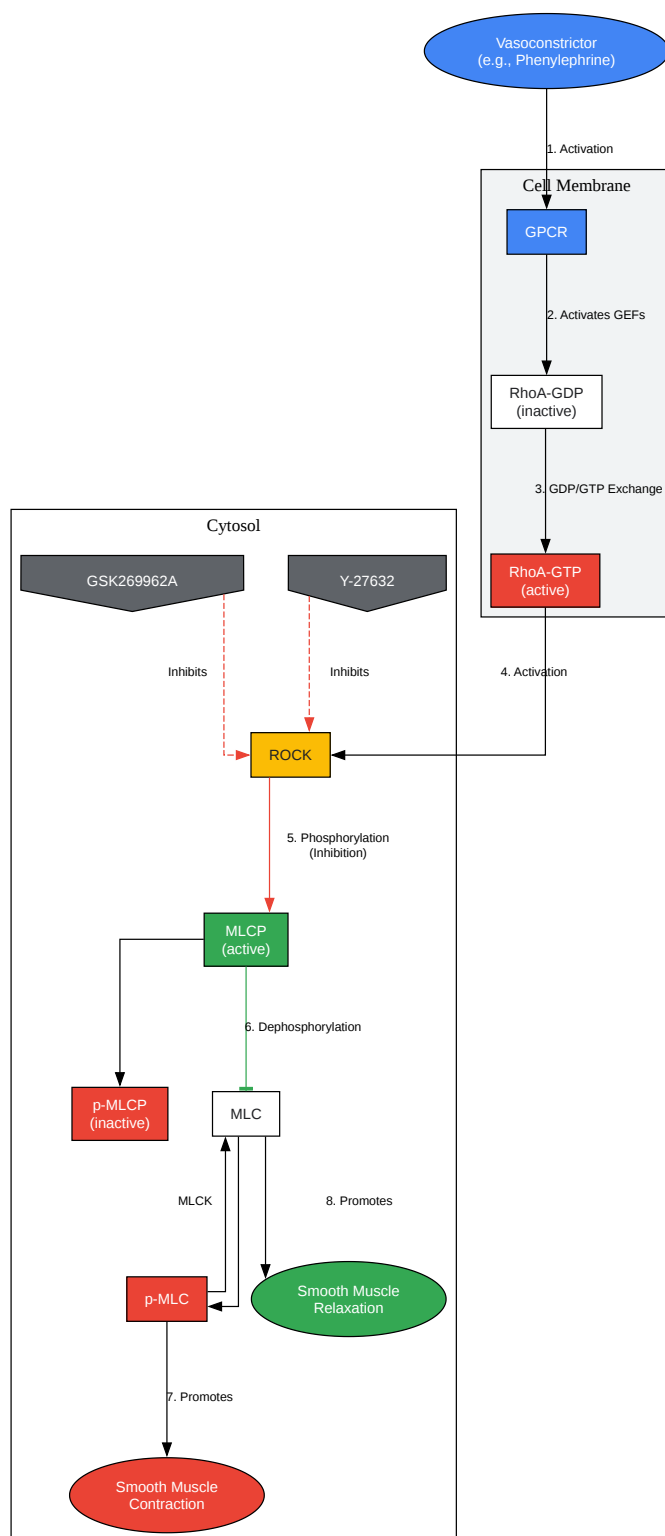 Vasoconstrictor
(e.g., Phenylephrine)
1. Activation
Cell Membrane
GPCR
2. Activates GEFs
RhoA-GDP
(inactive)
3. GDP/GTP Exchange
RhoA-GTP
(active)
4. Activation
Cytosol
GSK269962A
Y-27632
Inhibits
Inhibits
ROCK
5. Phosphorylation
(Inhibition)
MLCP
(active)
6. Dephosphorylation
p-MLCP
(inactive)
MLC
MLCK
8. Promotes
p-MLC
Smooth Muscle
Relaxation
7. Promotes
Smooth Muscle
Contraction